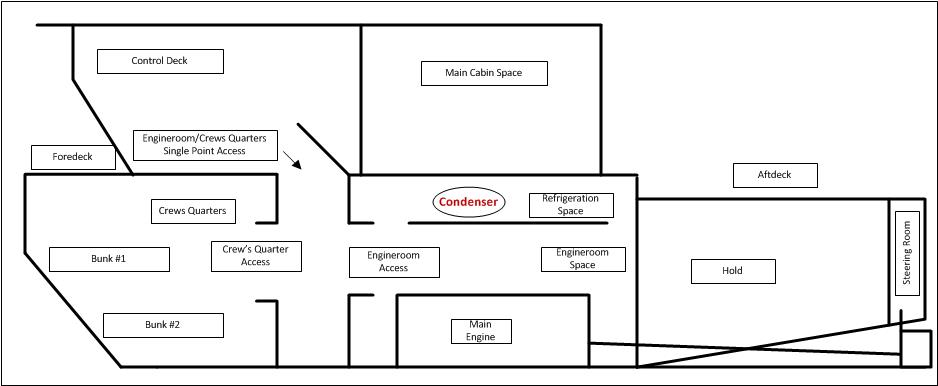 Control Deck
Main Cabin Space
Engineroom/Crews Quarters
Single Point Access
Foredeck
Aftdeck
Condenser
Refrigeration
Space
Crews Quarters
Crew's Quarter
Access
Engineroom
Access
Engineroom
Space
Steering Room
Bunk #1
Hold
Bunk #2
Main
Engine